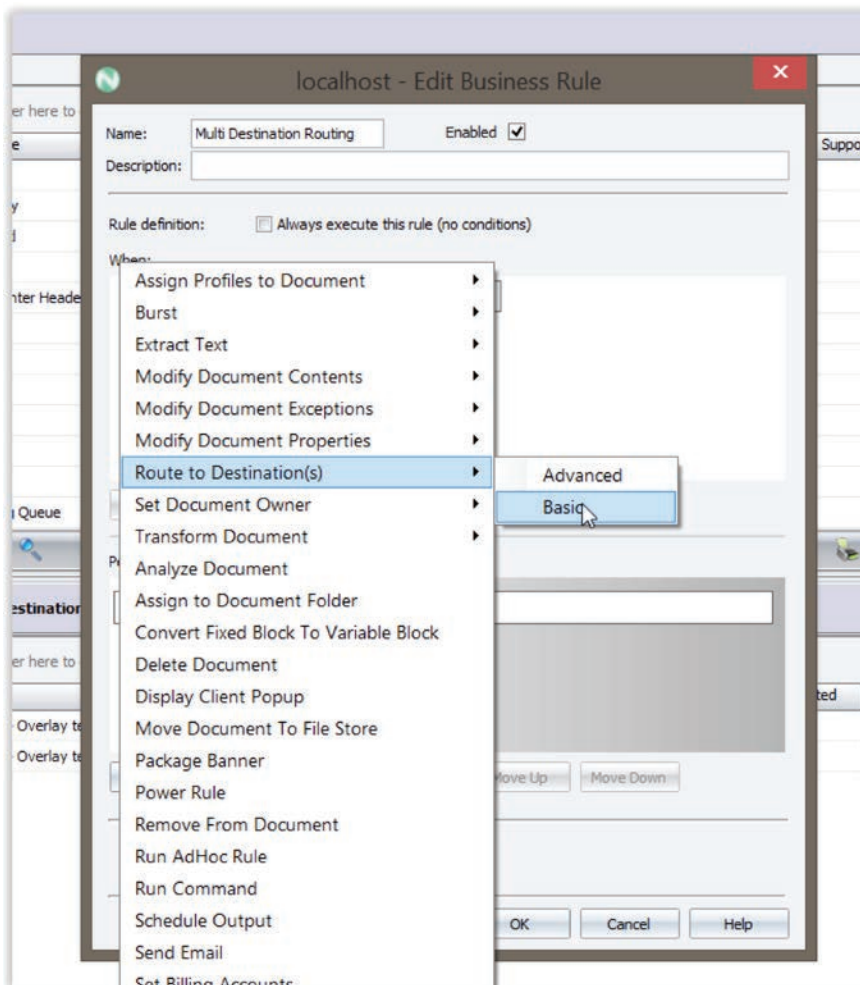 localhost - Edit Business Rule
er here to
Name: Multi Destination Routing Enabled
e
Suppo
Description:
y
Rule definition: Always execute this rule (no conditions)
When:
nter Heade
Assign Profiles to Document
Burst
Extract Text
Modify Document Contents
Modify Document Exceptions
Modify Document Properties
Route to Destination(s)
Advanced
Basic
Set Document Owner
g Queue
Transform Document
Analyze Document
Assign to Document Folder
estination
Convert Fixed Block To Variable Block
er here to
Delete Document
Display Client Popup
ted
Move Document To File Store
Overlay te
Overlay te
Package Banner
Move Up Move Down
Power Rule
Remove From Document
Run AdHoc Rule
Run Command
Schedule Output
OK Cancel Help
Send Email
Set Billing Accounts